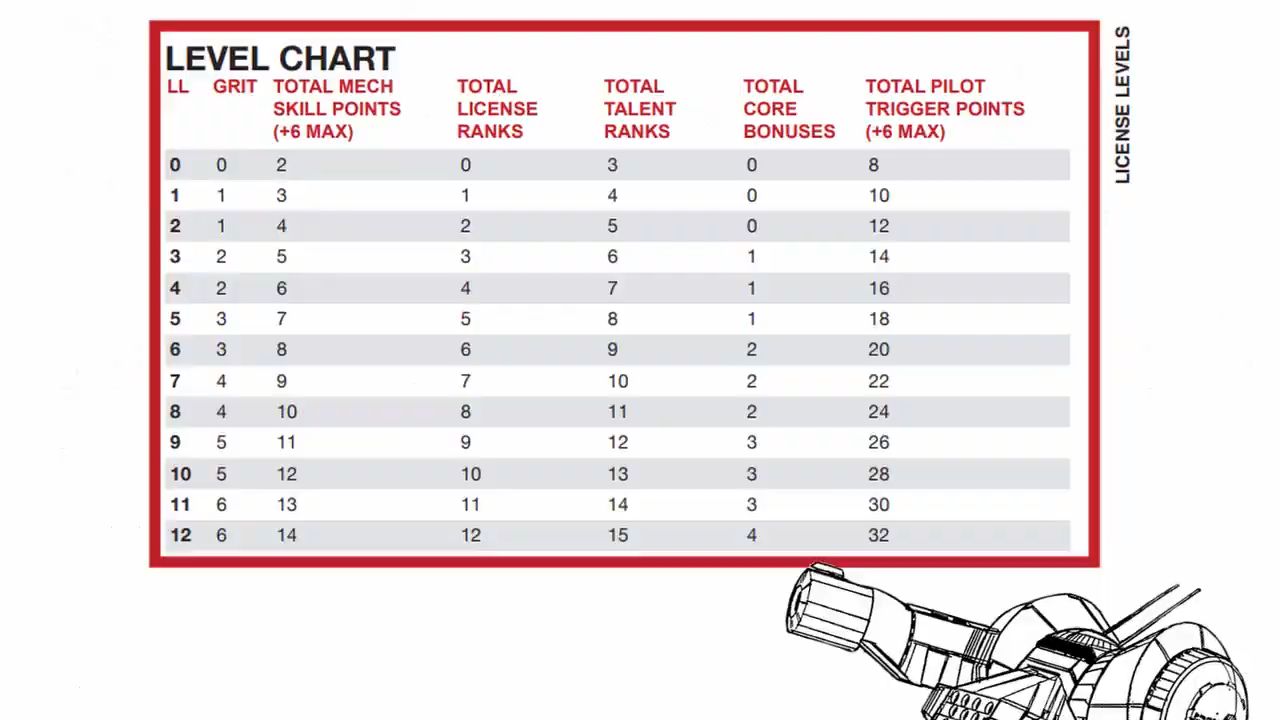 LEVEL CHART
LL GRIT TOTAL MECH TOTAL TOTAL TOTAL TOTAL PILOT
SKILL POINTS LICENSE TALENT CORE TRIGGER POINTS
(+6 MAX) RANKS RANKS BONUSES (+6 MAX)
0 0 2 0 3 0 8
1 1 3 1 4 0 10
2 1 4 2 5 0 12
3 2 5 3 6 1 14
4 2 6 4 7 1 16
5 3 7 5 8 1 18
6 3 8 6 9 2 20
7 4 9 7 10 2 22
8 4 10 8 11 2 24
9 5 11 9 12 3 26
10 5 12 10 13 3 28
11 6 13 11 14 3 30
12 6 14 12 15 4 32
LICENSE LEVELS